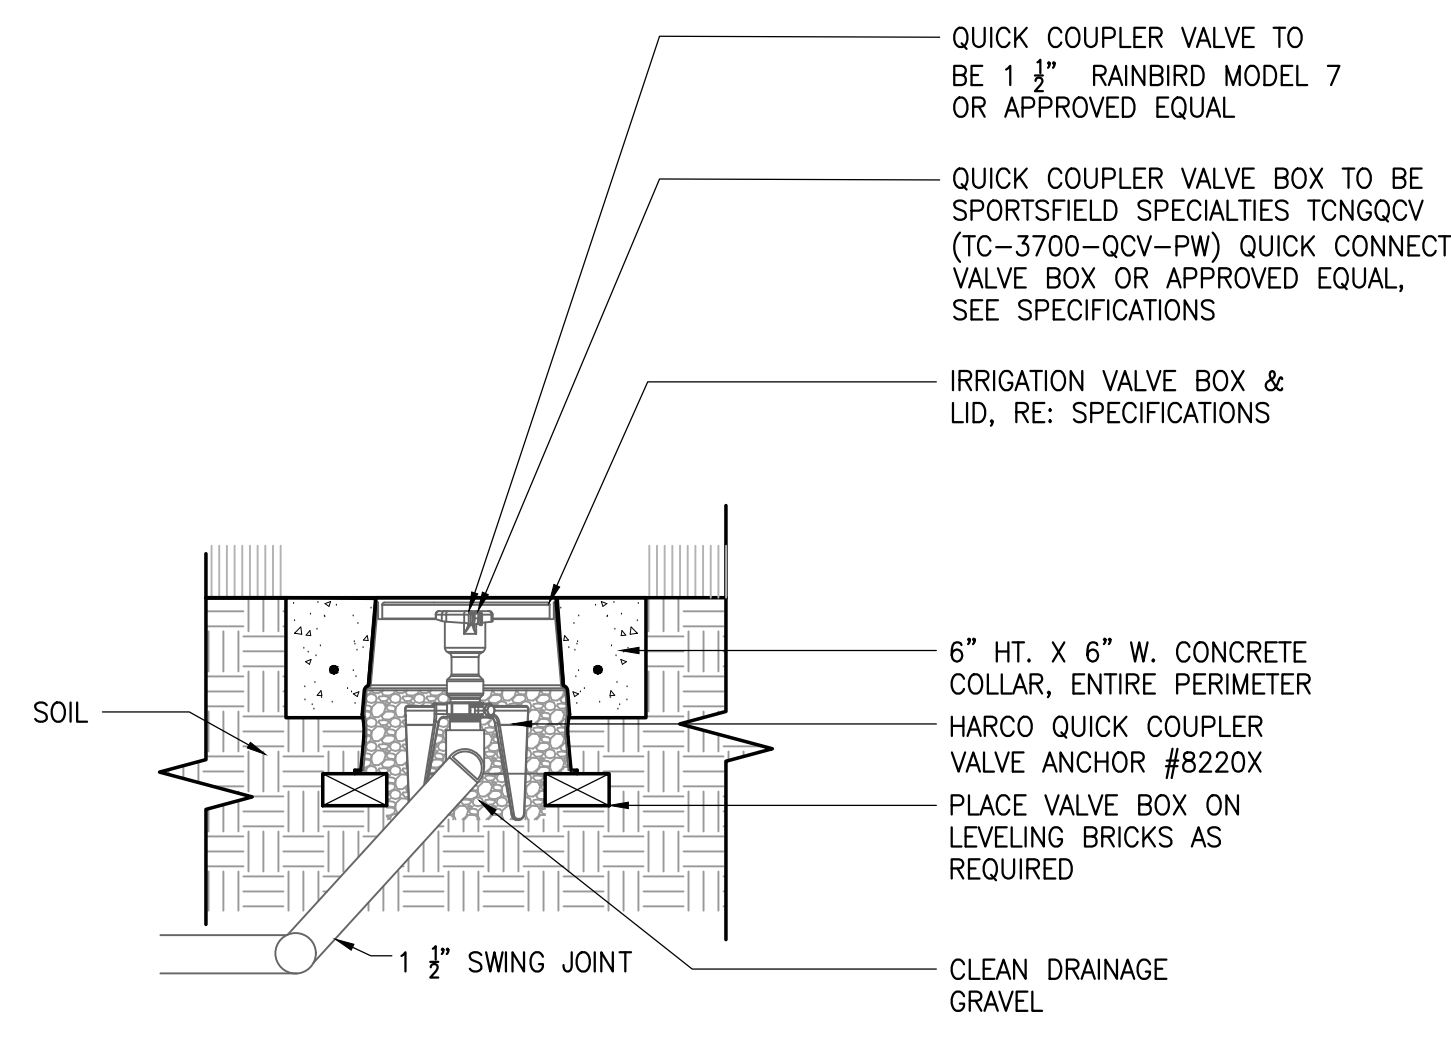 QUICK COUPLER VALVE TO
BE 1 1/2" RAINBIRD MODEL 7
OR APPROVED EQUAL
QUICK COUPLER VALVE BOX TO BE
SPORTSFIELD SPECIALTIES TCNGQCV
(TC-3700-QCV-PW) QUICK CONNECT
VALVE BOX OR APPROVED EQUAL,
SEE SPECIFICATIONS
IRRIGATION VALVE BOX &
LID, RE: SPECIFICATIONS
6" HT. X 6" W. CONCRETE
COLLAR, ENTIRE PERIMETER
SOIL
HARCO QUICK COUPLER
VALVE ANCHOR #8220X
PLACE VALVE BOX ON
LEVELING BRICKS AS
REQUIRED
1 1/2" SWING JOINT
CLEAN DRAINAGE
GRAVEL